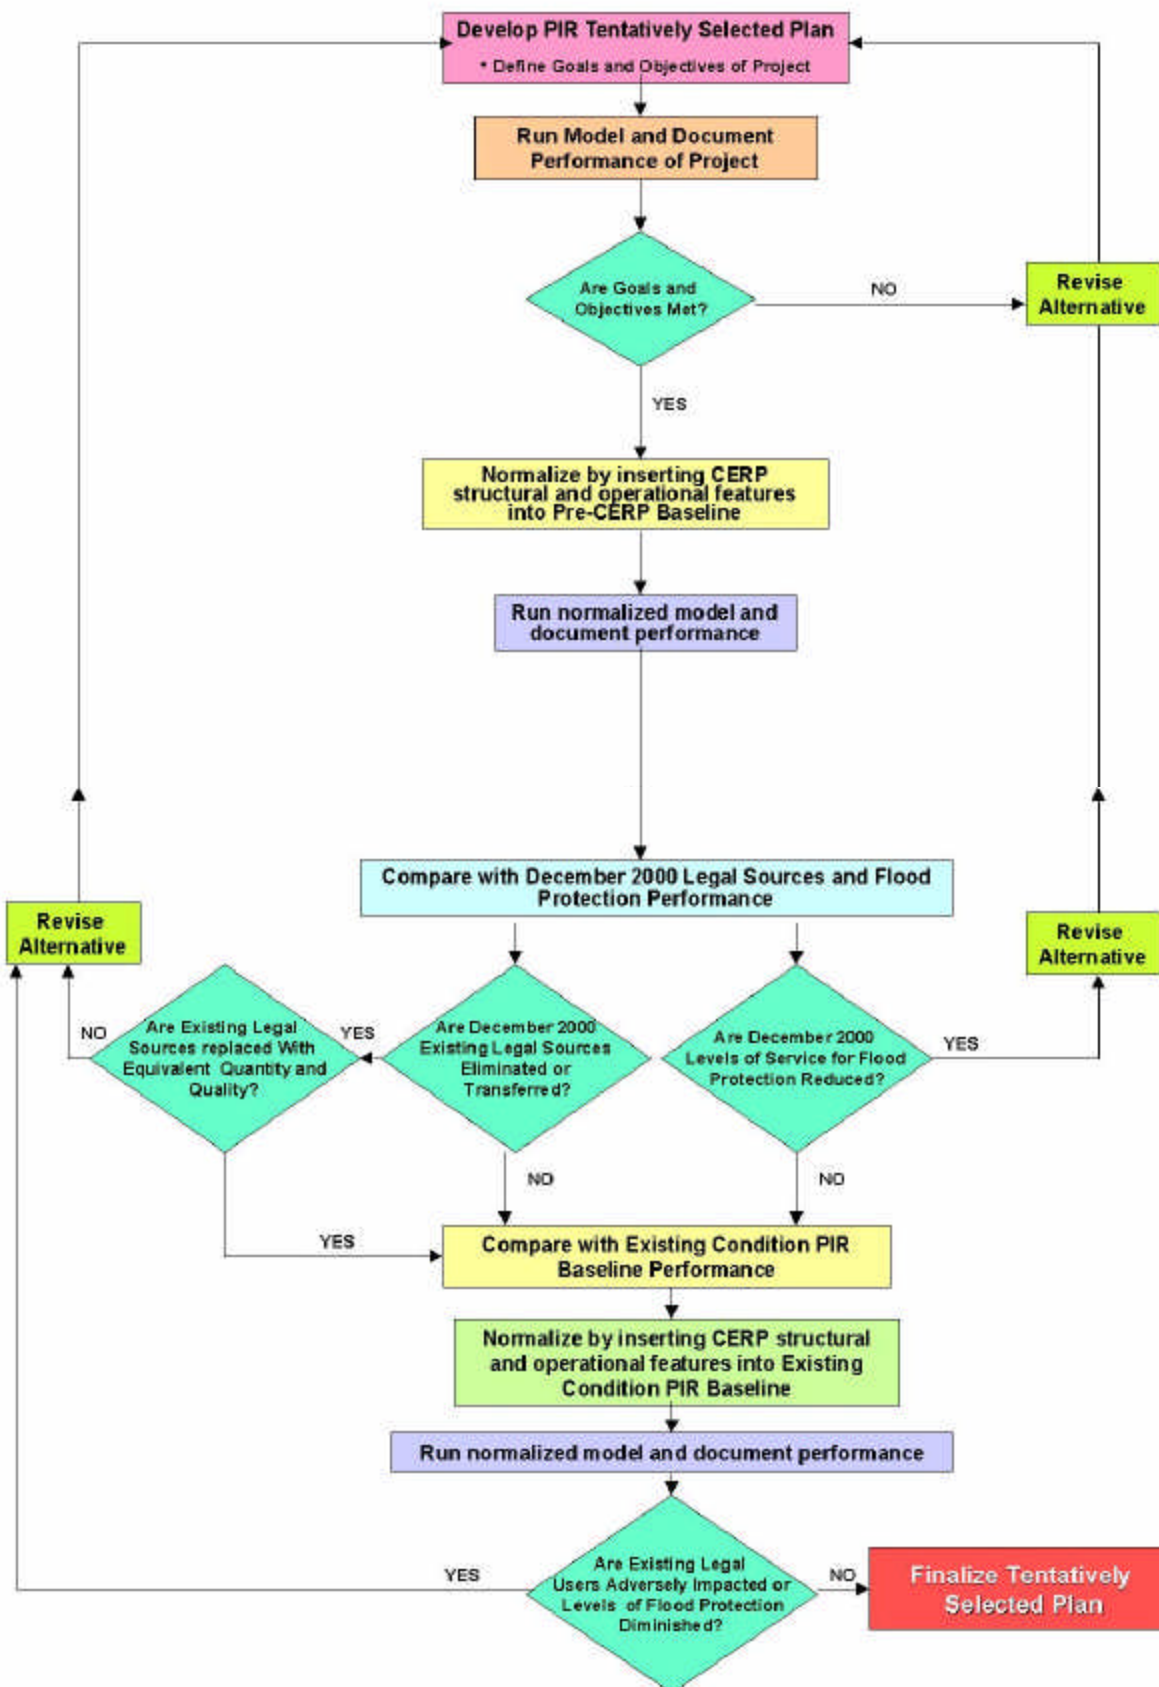 Develop PIR Tentatively Selected Plan
* Define Goals and Objectives of Project
Run Model and Document
Performance of Project
Are Goals and
Objectives Met?
NO
Revise
Alternative
YES
Normalize by inserting CERP
structural and operational features
into Pre-CERP Baseline
Run normalized model and
document performance
Compare with December 2000 Legal Sources and Flood
Protection Performance
Revise
Alternative
Revise
Alternative
NO
Are Existing Legal
Sources replaced With
Equivalent Quantity and
Quality?
YES
Are December 2000
Existing Legal Sources
Eliminated or
Transferred?
Are December 2000
Levels of Service for Flood
Protection Reduced?
YES
NO
NO
YES
Compare with Existing Condition PIR
Baseline Performance
Normalize by inserting CERP structural
and operational features into Existing
Condition PIR Baseline
Run normalized model and document performance
YES
Are Existing Legal
Users Adversely Impacted or
Levels of Flood Protection
Diminished?
NO
Finalize Tentatively
Selected Plan